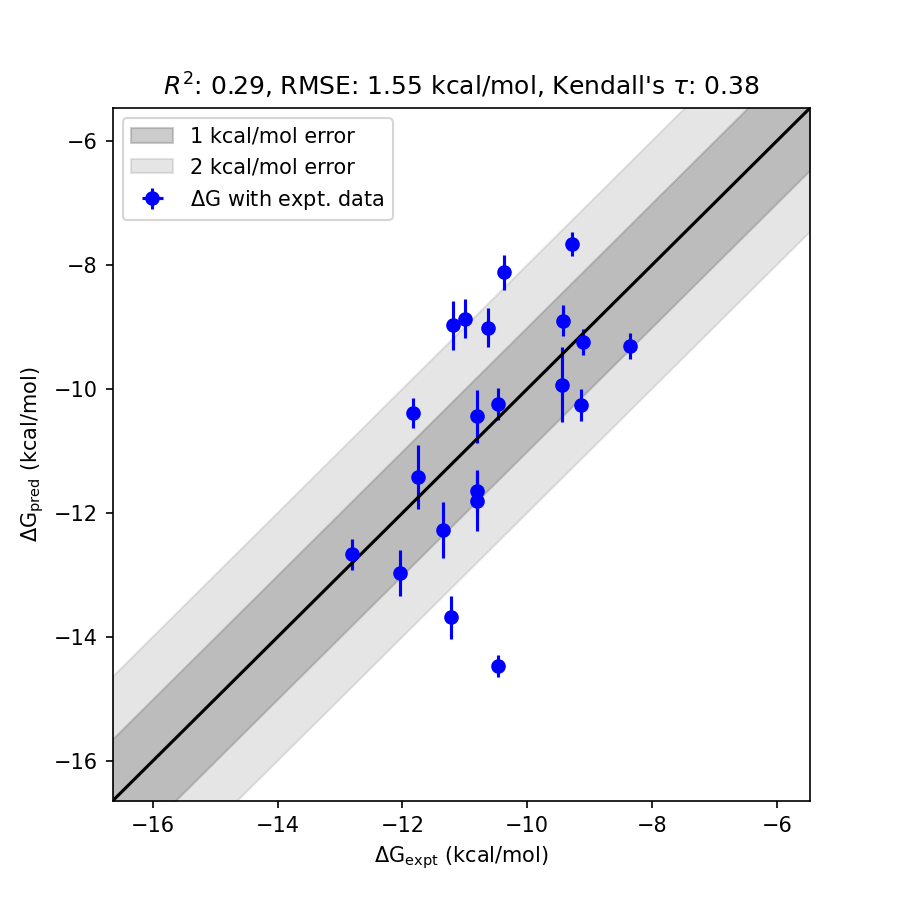 R²: 0.29, RMSE: 1.55 kcal/mol, Kendall's τ: 0.38
1 kcal/mol error
2 kcal/mol error
ΔG with expt. data
−6
−8
−10
−12
−14
−16
ΔGpred (kcal/mol)
−16 −14 −12 −10 −8 −6
ΔGexpt (kcal/mol)